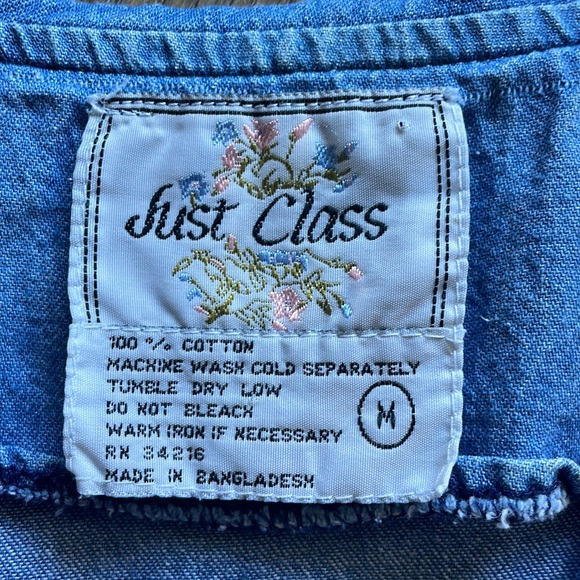 Just Class
100 % COTTON
MACHINE WASH COLD SEPARATELY
TUMBLE DRY LOW
DO NOT BLEACH
WARM IRON IF NECESSARY
RN 34216
MADE IN BANGLADESH
M